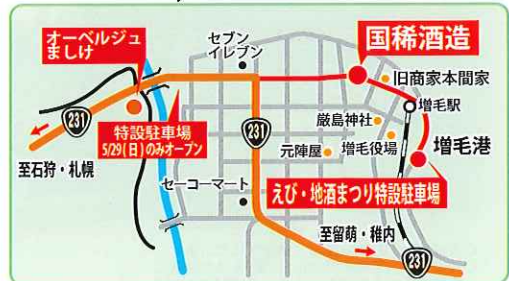 オーベルジュ
ましけ
セブン
イレブン
国稀酒造
旧商家本間家
増毛駅
231
特設駐車場
5/29(日)のみオープン
231
厳島神社
元陣屋
増毛役場
増毛港
至石狩・札幌
セーコーマート
えび・地酒まつり特設駐車場
至留萌・稚内
231